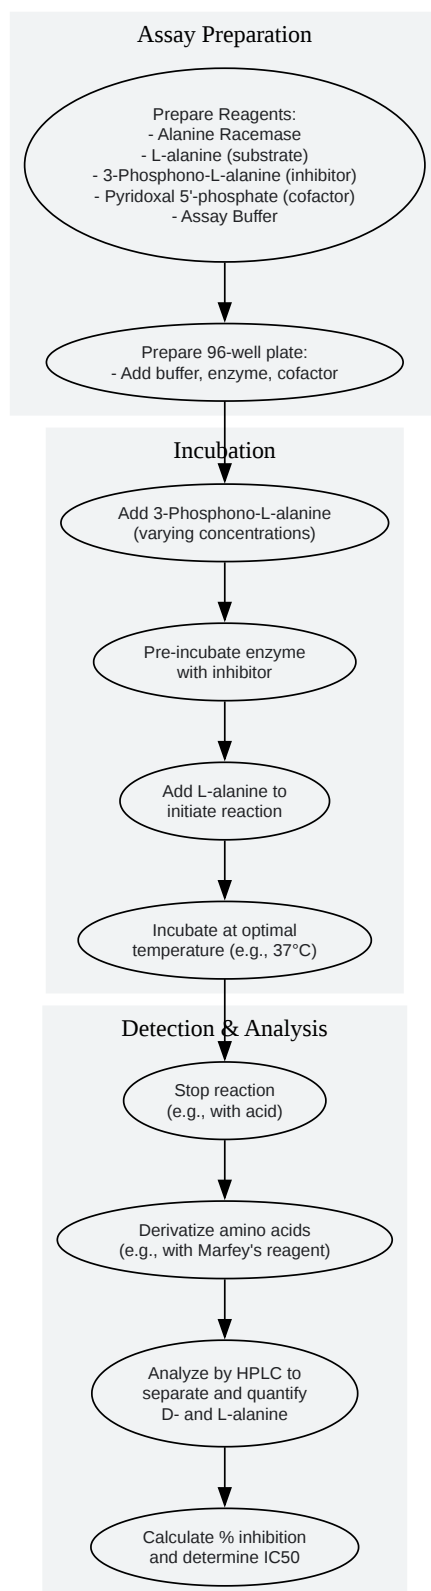 Assay Preparation
Prepare Reagents:
- Alanine Racemase
- L-alanine (substrate)
- 3-Phosphono-L-alanine (inhibitor)
- Pyridoxal 5'-phosphate (cofactor)
- Assay Buffer
Prepare 96-well plate:
- Add buffer, enzyme, cofactor
Incubation
Add 3-Phosphono-L-alanine
(varying concentrations)
Pre-incubate enzyme
with inhibitor
Add L-alanine to
initiate reaction
Incubate at optimal
temperature (e.g., 37°C)
Detection & Analysis
Stop reaction
(e.g., with acid)
Derivatize amino acids
(e.g., with Marfey's reagent)
Analyze by HPLC to
separate and quantify
D- and L-alanine
Calculate % inhibition
and determine IC50